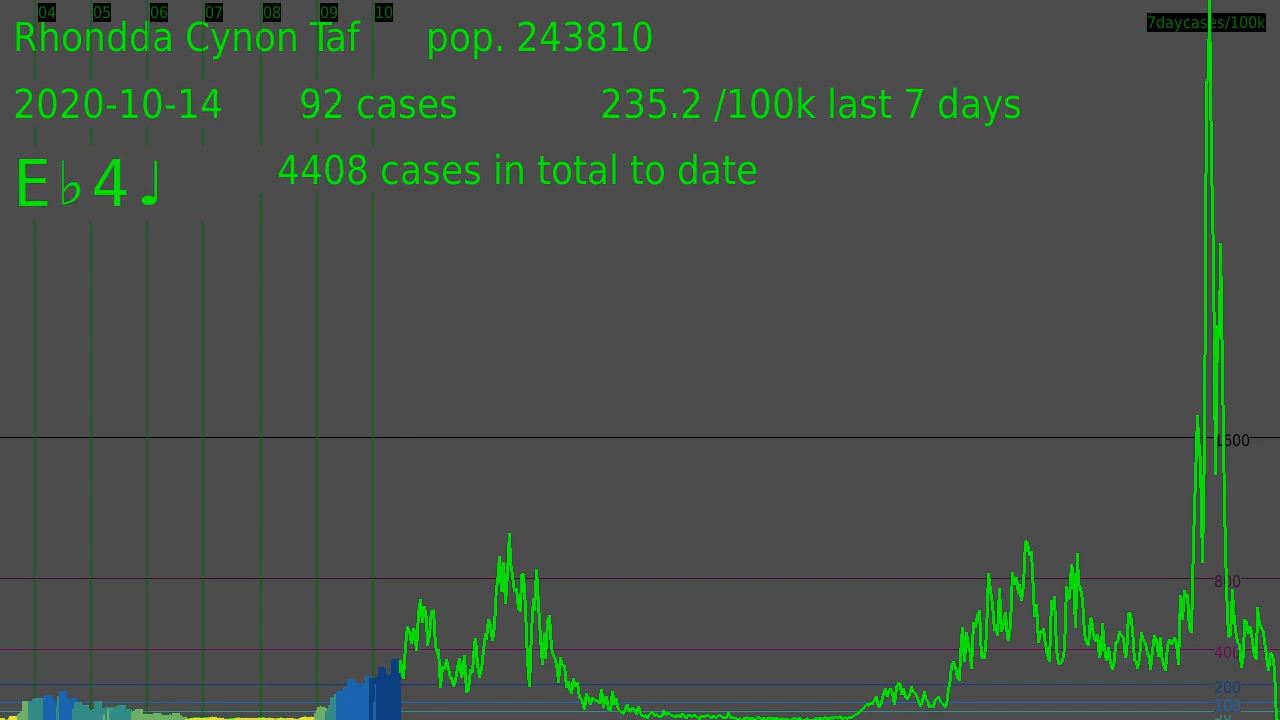 04 05 06 07 08 09 10
7daycases/100k
Rhondda Cynon Taf pop. 243810
2020-10-14 92 cases 235.2 /100k last 7 days
E♭4♩ 4408 cases in total to date
1600
800
400
200
100